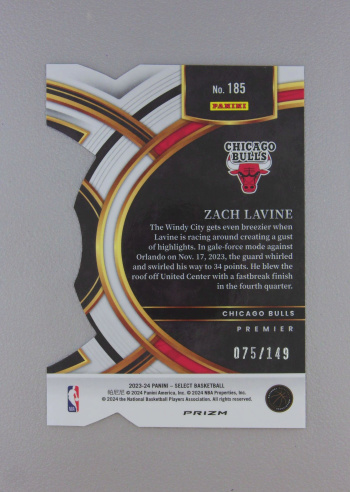 No. 185
PANINI
CHICAGO
BULLS
ZACH LAVINE
The Windy City gets even breezier when
Lavine is racing around creating a gust
of highlights. In gale-force mode against
Orlando on Nov. 17, 2023, the guard whirled
and swirled his way to 34 points. He blew the
roof off United Center with a fastbreak finish
in the fourth quarter.
CHICAGO BULLS
PREMIER
075/149
2023-24 PANINI – SELECT BASKETBALL
帕尼尼 © 2024 Panini America, Inc. © 2024 NBA Properties, Inc.
© 2024 the National Basketball Players Association. All rights reserved.
NBA
PRIZM